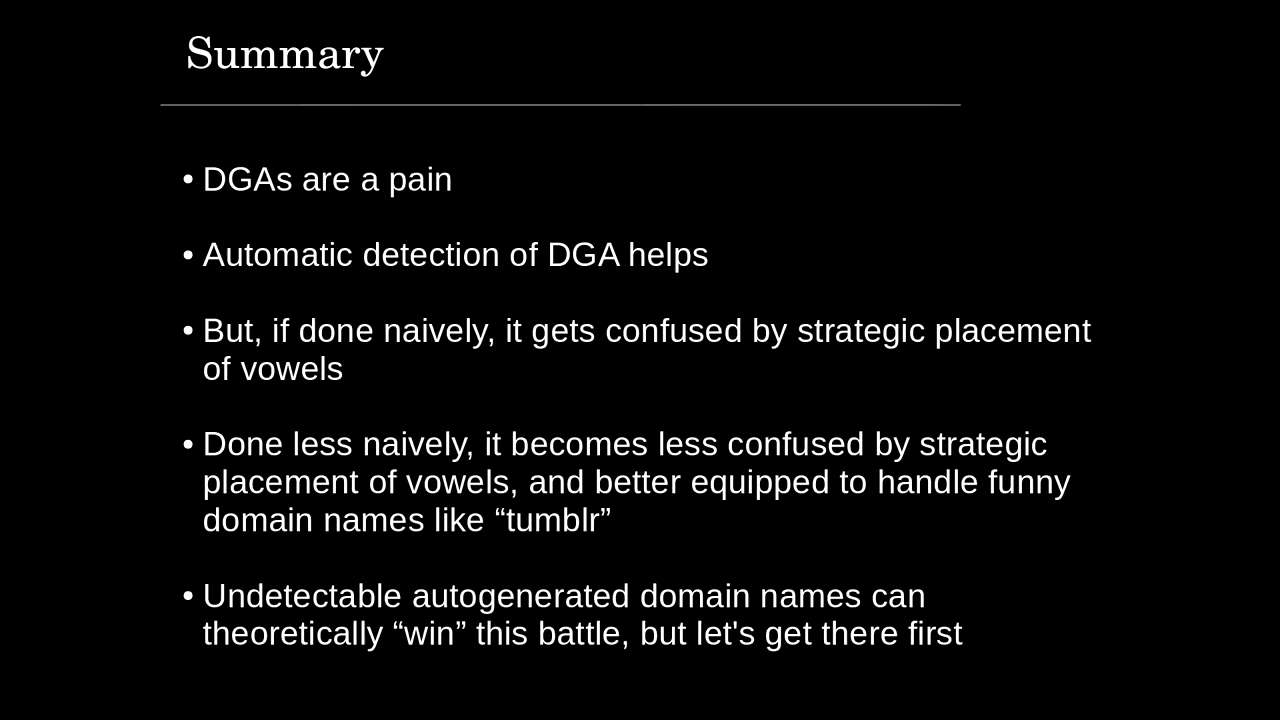 Summary
• DGAs are a pain
• Automatic detection of DGA helps
• But, if done naively, it gets confused by strategic placement
of vowels
• Done less naively, it becomes less confused by strategic
placement of vowels, and better equipped to handle funny
domain names like “tumblr”
• Undetectable autogenerated domain names can
theoretically “win” this battle, but let's get there first